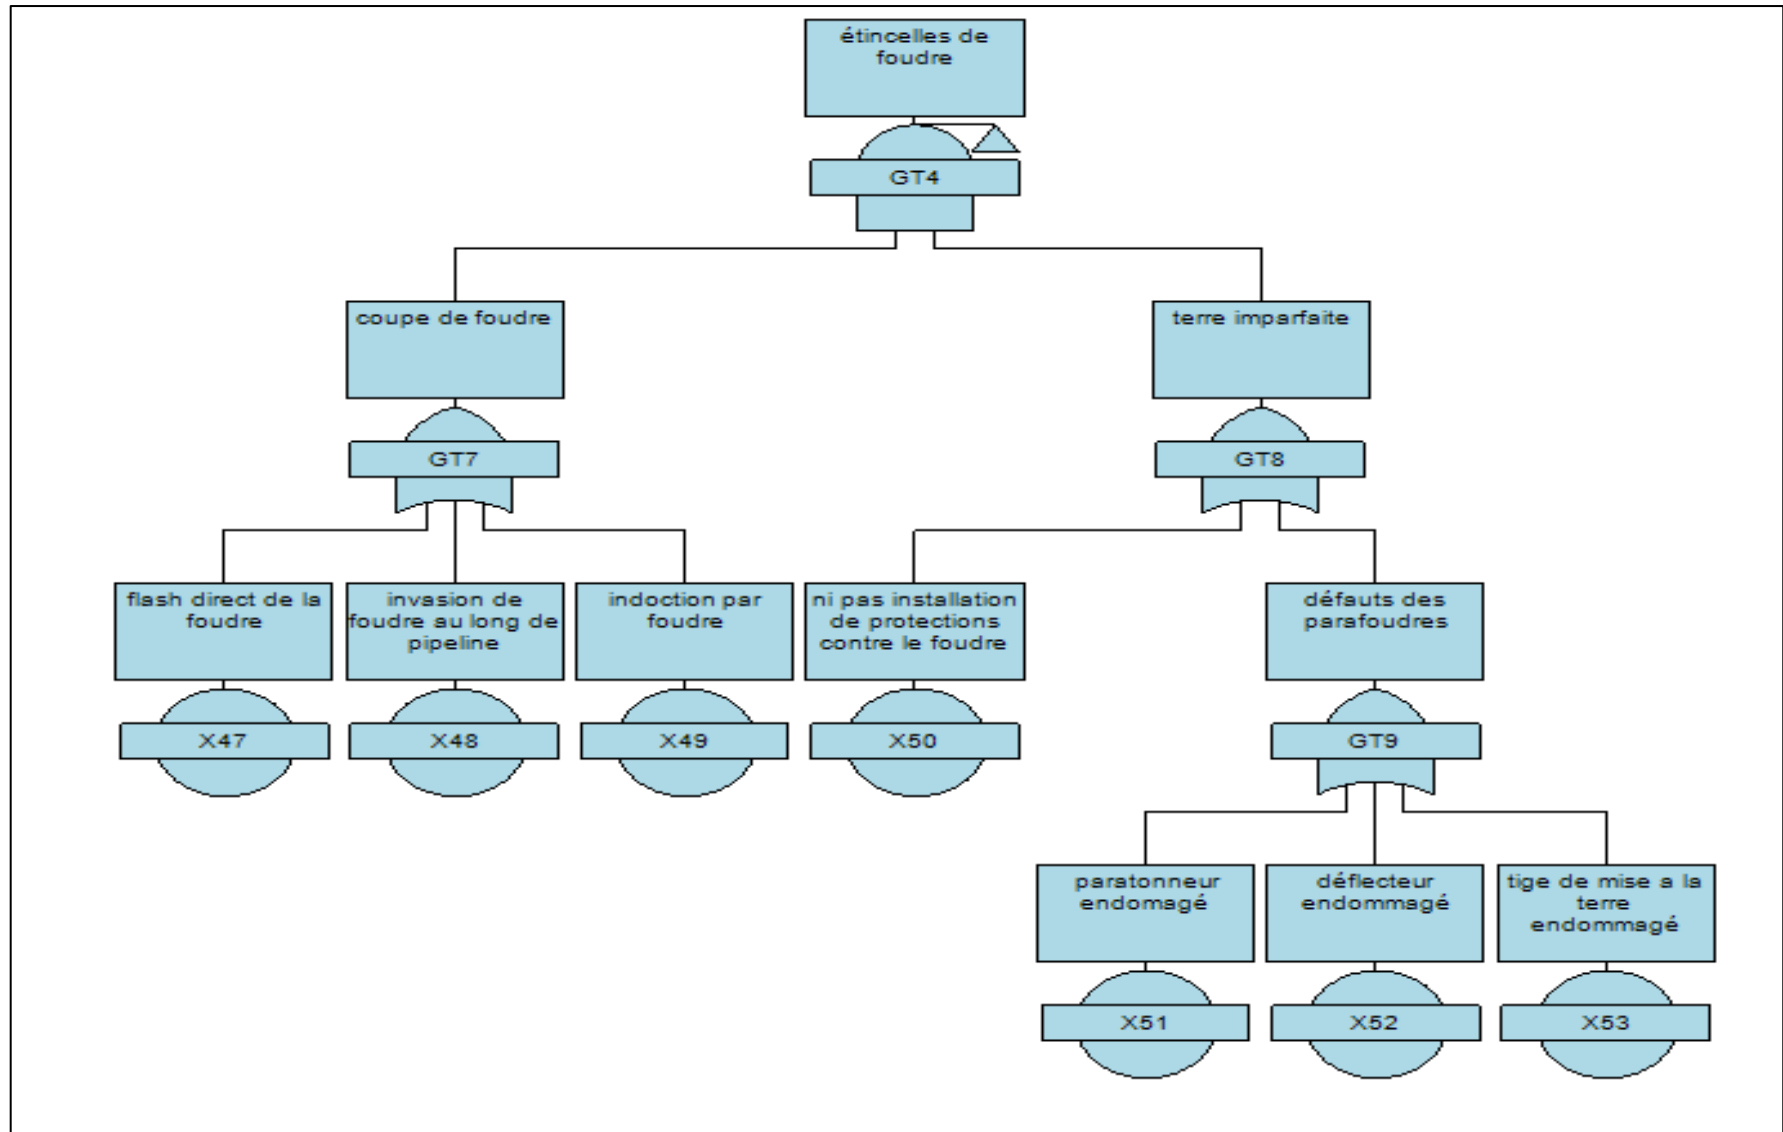 étincelles de
foudre
GT4
coupe de foudre
terre imparfaite
GT7
GT8
flash direct de la
foudre
invasion de
foudre au long de
pipeline
indoction par
foudre
ni pas installation
de protections
contre le foudre
défauts des
parafoudres
X47
X48
X49
X50
GT9
paratonneur
endomagé
déflecteur
endommagé
tige de mise a la
terre
endommagé
X51
X52
X53